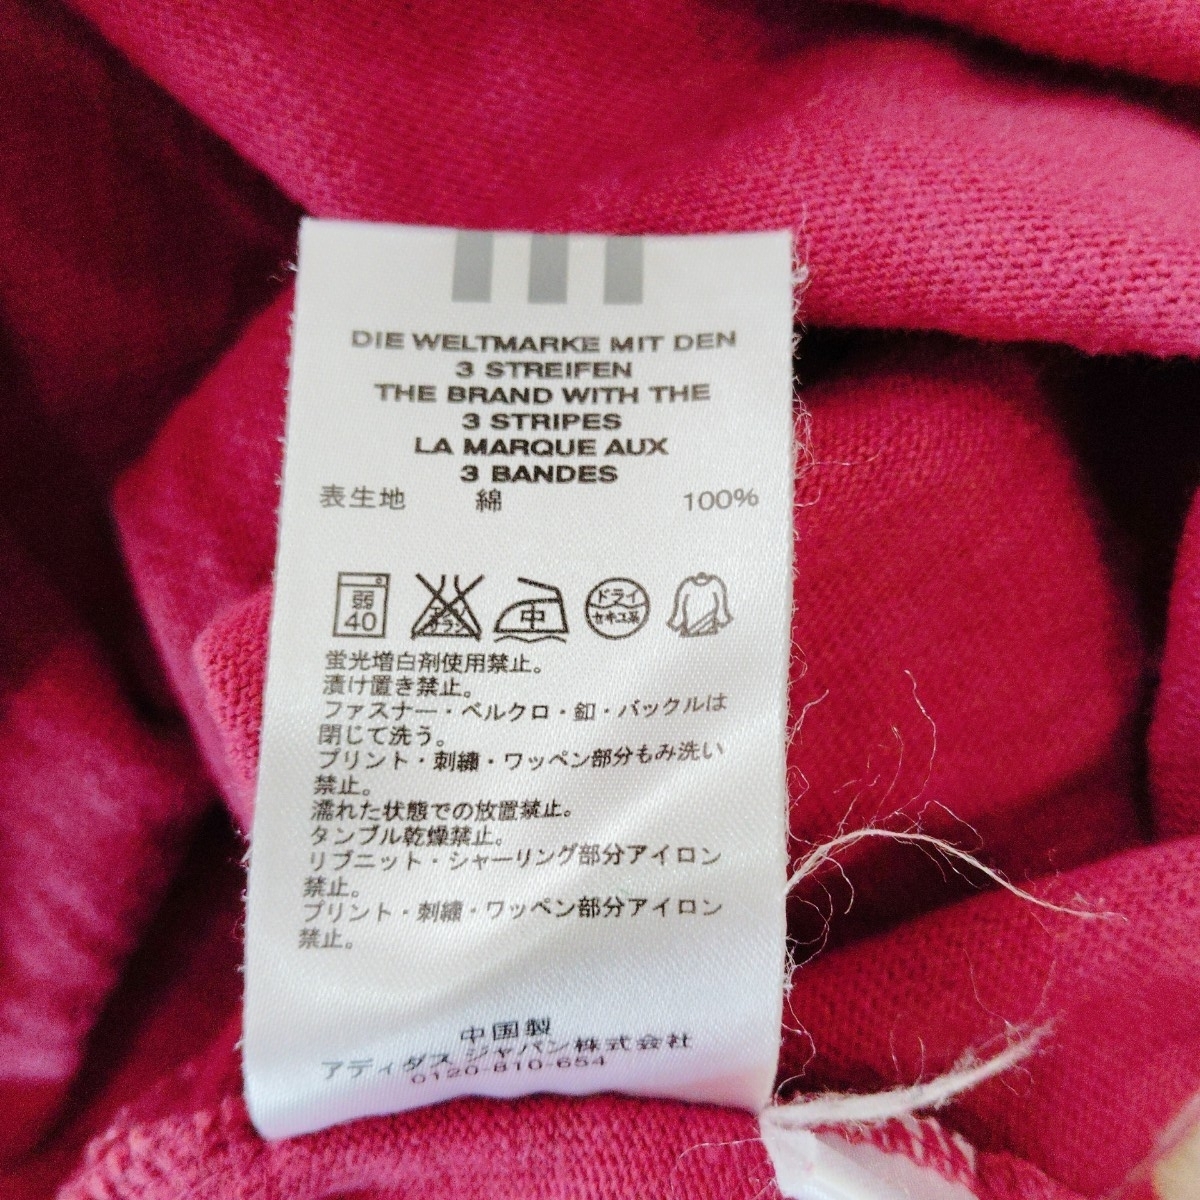 DIE WELTMARKE MIT DEN
3 STREIFEN
THE BRAND WITH THE
3 STRIPES
LA MARQUE AUX
3 BANDES
表生地 綿 100%
弱
40
エンソ
サラシ
中
ドライ
セキユ系
蛍光増白剤使用禁止。
漬け置き禁止。
ファスナー・ベルクロ・釦・バックルは
閉じて洗う。
プリント・刺繍・ワッペン部分もみ洗い
禁止。
濡れた状態での放置禁止。
タンブル乾燥禁止。
リブニット・シャーリング部分アイロン
禁止。
プリント・刺繍・ワッペン部分アイロン
禁止。
中国製
アディダス ジャパン株式会社
0120-810-654